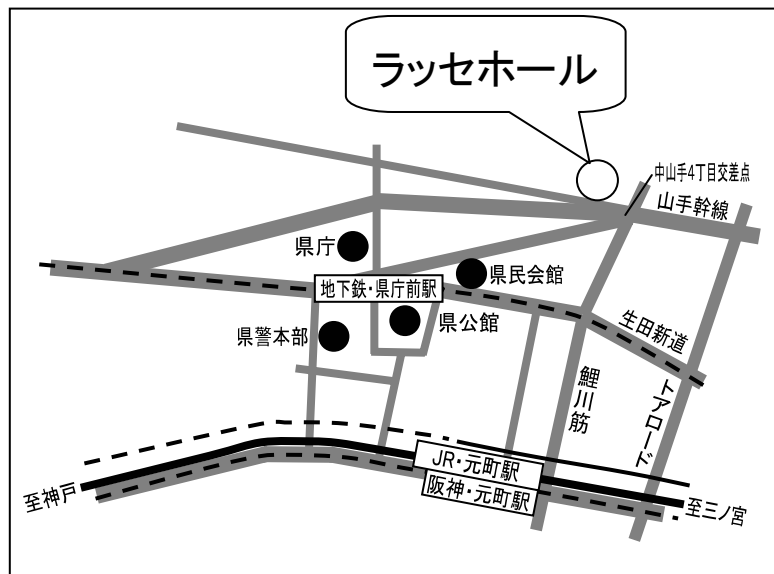 ラッセホール
中山手4丁目交差点
山手幹線
県庁
県民会館
地下鉄・県庁前駅
県公館
県警本部
生田新道
鯉川筋
トアロード
JR・元町駅
阪神・元町駅
至神戸
至三ノ宮